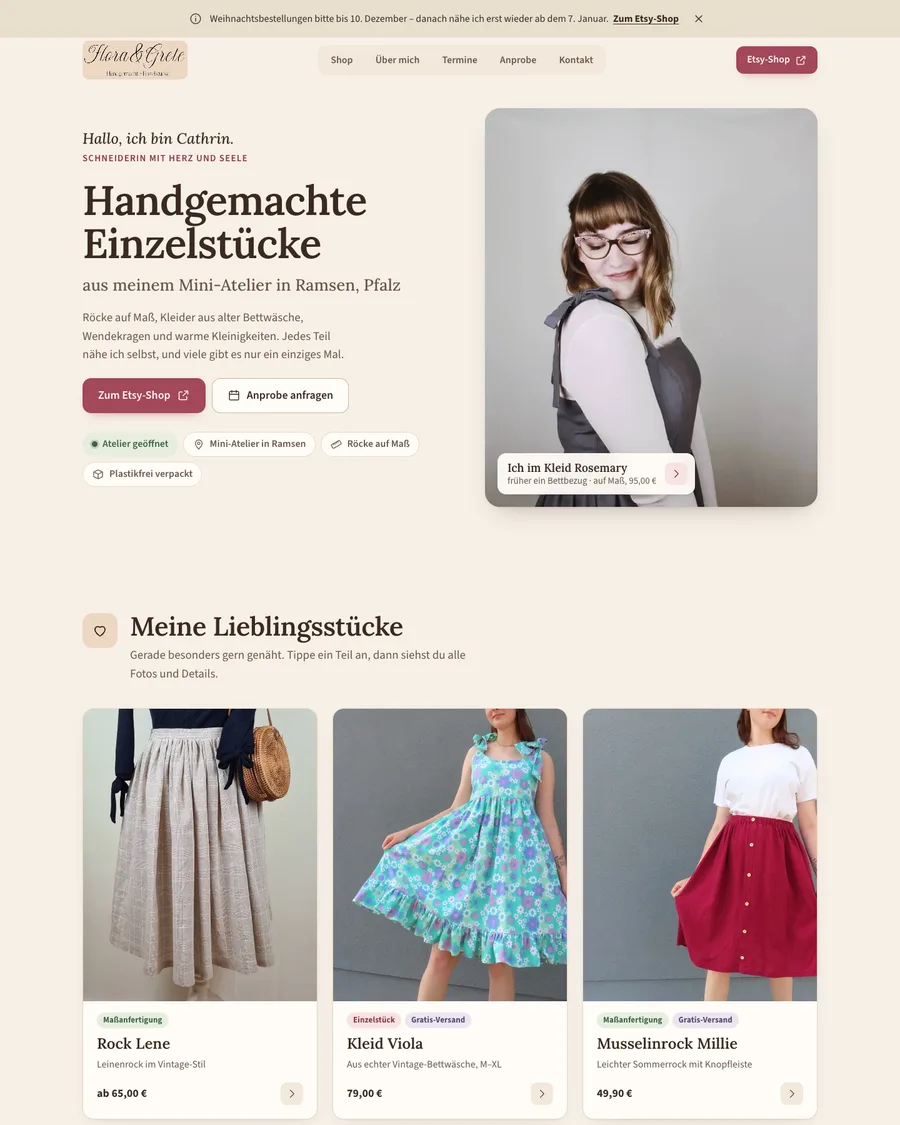 Weihnachtsbestellungen bitte bis 10. Dezember – danach nähe ich erst wieder ab dem 7. Januar. Zum Etsy-Shop
Flora & Grete
Shop Über mich Termine Anprobe Kontakt
Etsy-Shop
Hallo, ich bin Cathrin.
SCHNEIDERIN MIT HERZ UND SEELE
Handgemachte
Einzelstücke
aus meinem Mini-Atelier in Ramsen, Pfalz
Röcke auf Maß, Kleider aus alter Bettwäsche,
Wendekragen und warme Kleinigkeiten. Jedes Teil
nähe ich selbst, und viele gibt es nur ein einziges Mal.
Zum Etsy-Shop
Anprobe anfragen
Atelier geöffnet
Mini-Atelier in Ramsen
Röcke auf Maß
Plastikfrei verpackt
Ich im Kleid Rosemary
früher ein Bettbezug · auf Maß, 95,00 €
Meine Lieblingsstücke
Gerade besonders gern genäht. Tippe ein Teil an, dann siehst du alle
Fotos und Details.
Maßanfertigung
Rock Lene
Leinenrock im Vintage-Stil
ab 65,00 €
Einzelstück Gratis-Versand
Kleid Viola
Aus echter Vintage-Bettwäsche, M–XL
79,00 €
Maßanfertigung Gratis-Versand
Musselinrock Millie
Leichter Sommerrock mit Knopfleiste
49,90 €